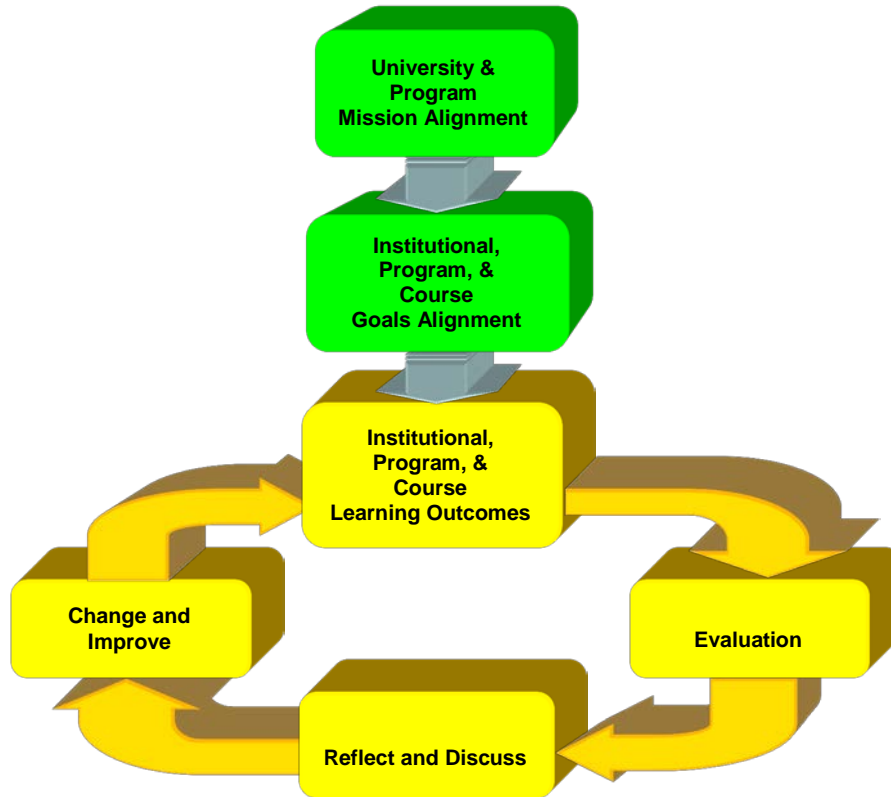 University &
Program
Mission Alignment
Institutional,
Program, &
Course
Goals Alignment
Institutional,
Program, &
Course
Learning Outcomes
Change and
Improve
Evaluation
Reflect and Discuss